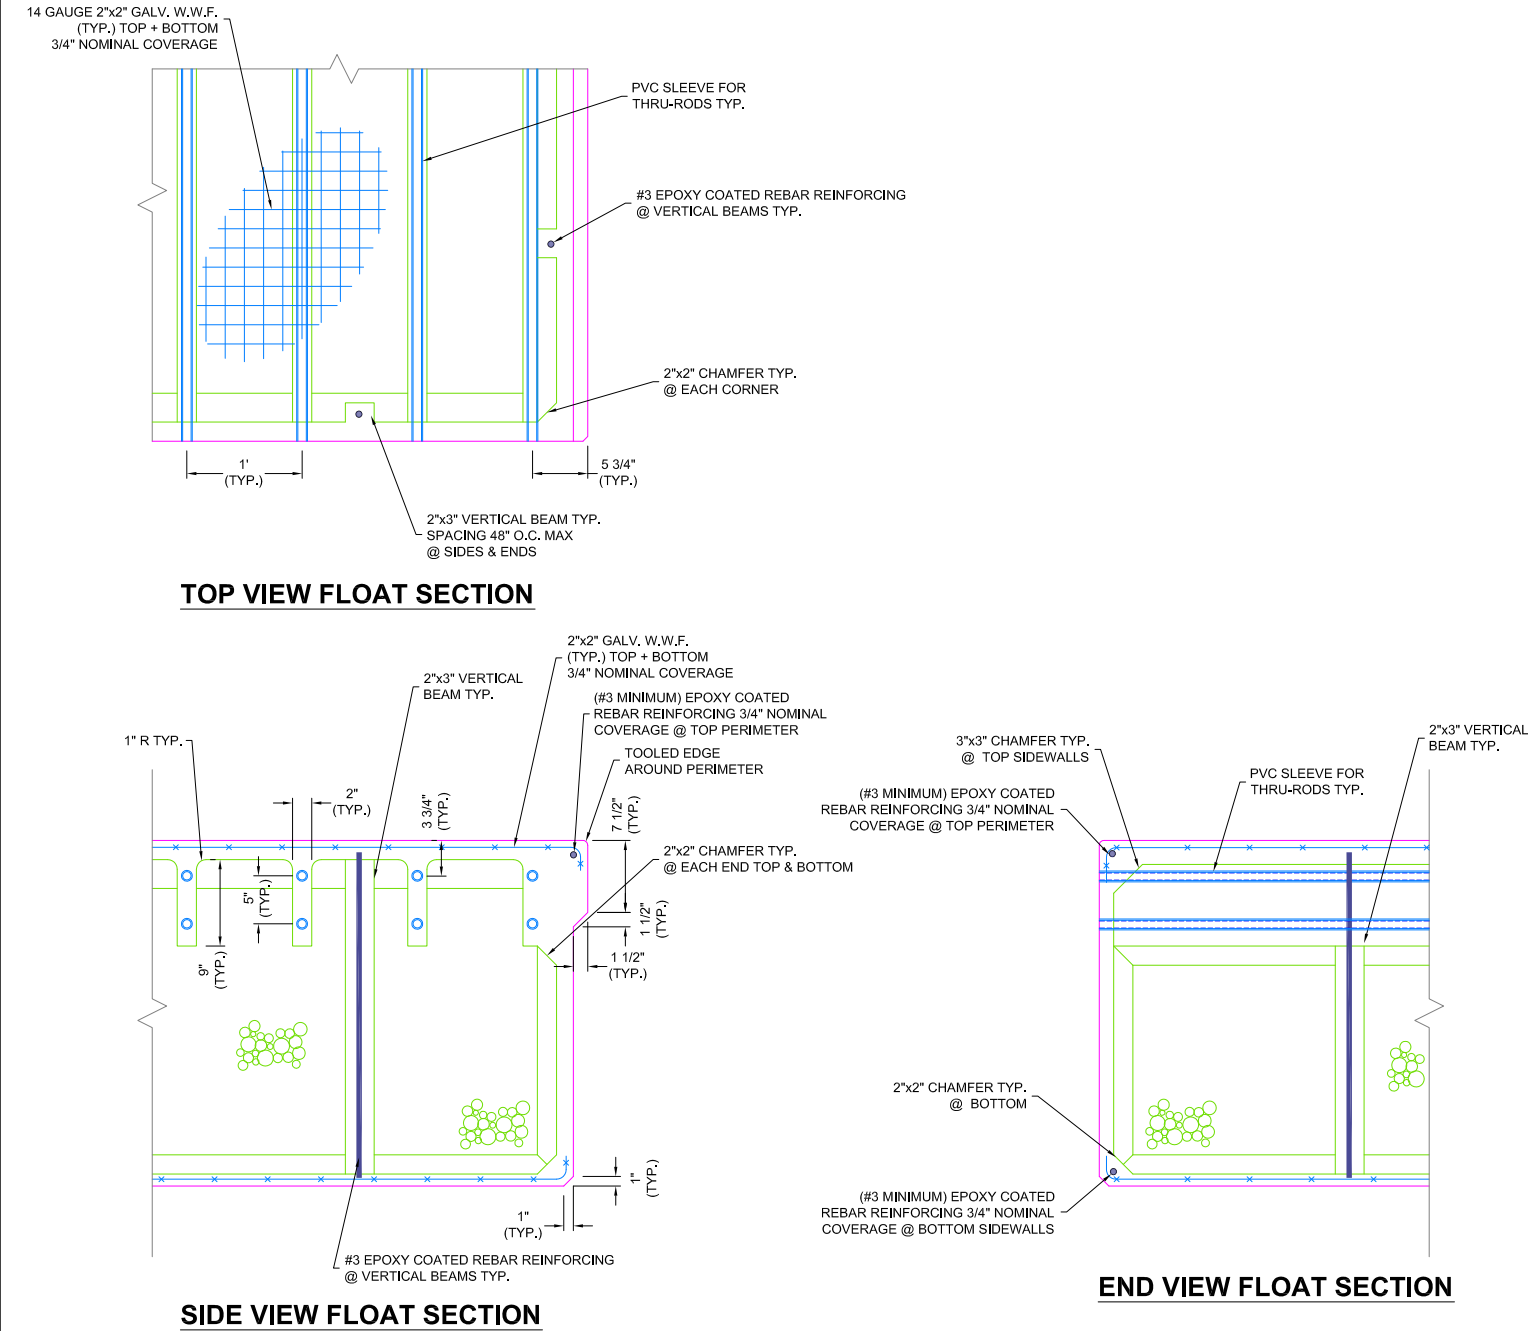 14 GAUGE 2"x2" GALV. W.W.F.
(TYP.) TOP + BOTTOM
3/4" NOMINAL COVERAGE
PVC SLEEVE FOR
THRU-RODS TYP.
#3 EPOXY COATED REBAR REINFORCING
@ VERTICAL BEAMS TYP.
2"x2" CHAMFER TYP.
@ EACH CORNER
1'
(TYP.)
5 3/4"
(TYP.)
2"x3" VERTICAL BEAM TYP.
SPACING 48" O.C. MAX
@ SIDES & ENDS
TOP VIEW FLOAT SECTION
2"x2" GALV. W.W.F.
(TYP.) TOP + BOTTOM
3/4" NOMINAL COVERAGE
2"x3" VERTICAL
BEAM TYP.
(#3 MINIMUM) EPOXY COATED
REBAR REINFORCING 3/4" NOMINAL
COVERAGE @ TOP PERIMETER
1" R TYP.
TOOLED EDGE
AROUND PERIMETER
2"
(TYP.)
3 3/4"
(TYP.)
7 1/2"
(TYP.)
2"x2" CHAMFER TYP.
@ EACH END TOP & BOTTOM
5"
(TYP.)
9"
(TYP.)
1 1/2"
(TYP.)
1 1/2"
(TYP.)
1"
(TYP.)
1"
(TYP.)
#3 EPOXY COATED REBAR REINFORCING
@ VERTICAL BEAMS TYP.
SIDE VIEW FLOAT SECTION
2"x3" VERTICAL
BEAM TYP.
3"x3" CHAMFER TYP.
@ TOP SIDEWALLS
PVC SLEEVE FOR
THRU-RODS TYP.
(#3 MINIMUM) EPOXY COATED
REBAR REINFORCING 3/4" NOMINAL
COVERAGE @ TOP PERIMETER
2"x2" CHAMFER TYP.
@ BOTTOM
(#3 MINIMUM) EPOXY COATED
REBAR REINFORCING 3/4" NOMINAL
COVERAGE @ BOTTOM SIDEWALLS
END VIEW FLOAT SECTION